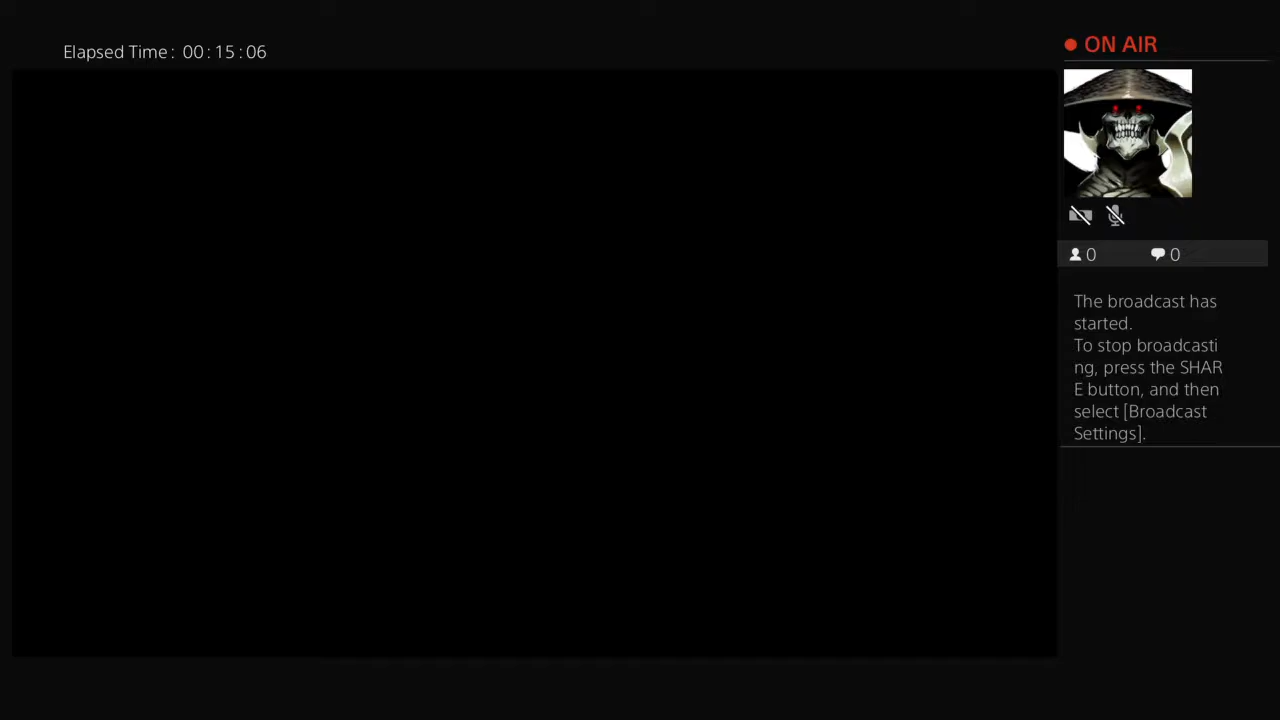 Elapsed Time: 00:15:06
ON AIR
0 0
The broadcast has
started.
To stop broadcasti
ng, press the SHAR
E button, and then
select [Broadcast
Settings].